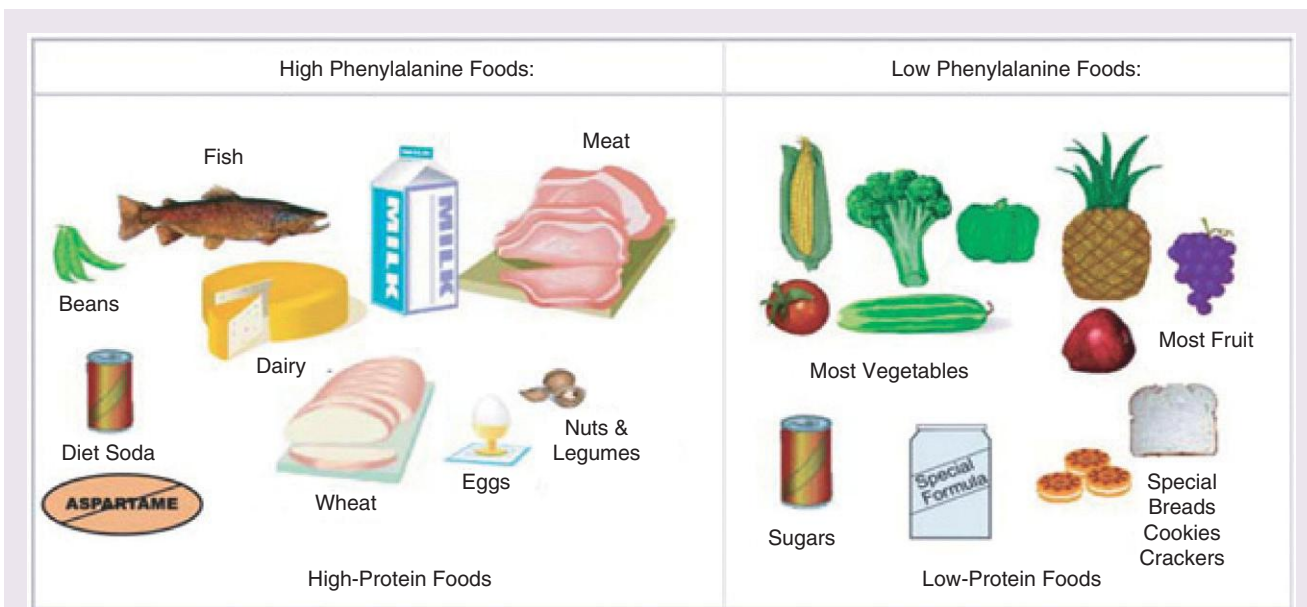 High Phenylalanine Foods:
Low Phenylalanine Foods:
Fish
MILK
MILK
MILK
Meat
Beans
Dairy
Diet Soda
ASPARTAME
Wheat
Eggs
Nuts &
Legumes
High-Protein Foods
Most Vegetables
Most Fruit
Sugars
Special
Formula
Special
Breads
Cookies
Crackers
Low-Protein Foods